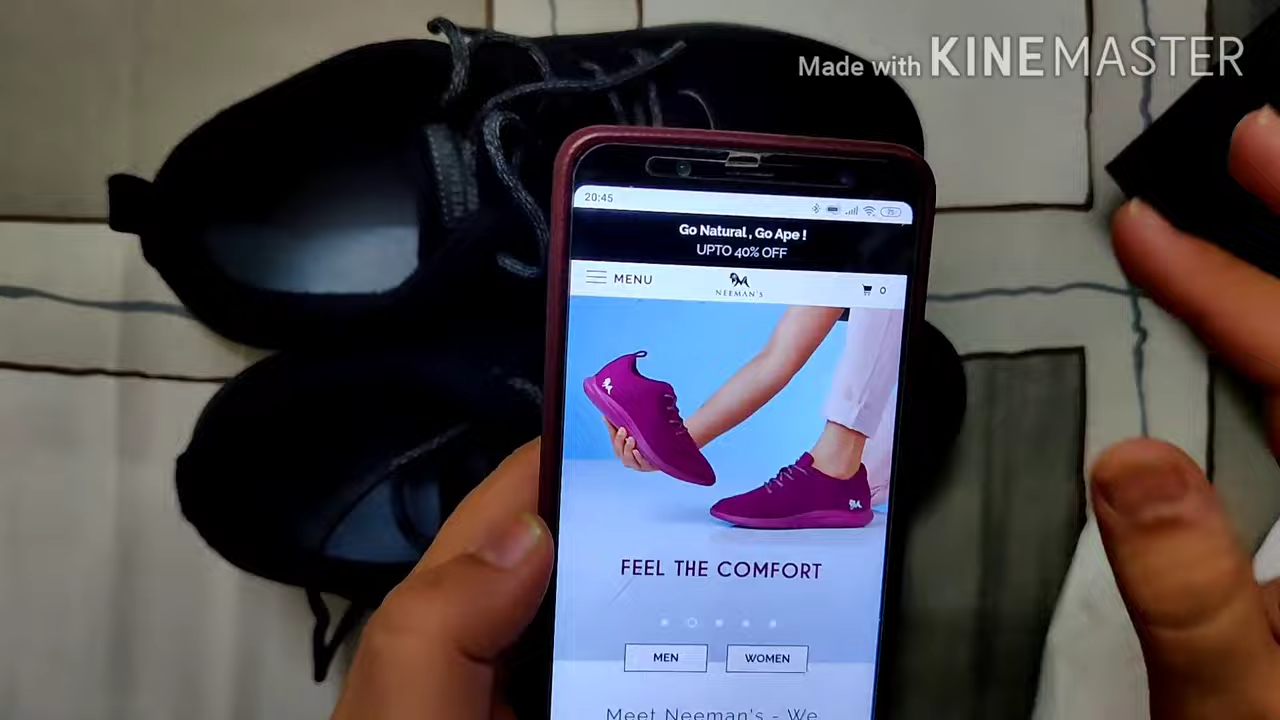 Made with KINEMASTER
20:45
75
Go Natural, Go Ape !
UPTO 40% OFF
MENU
NEEMAN'S
0
FEEL THE COMFORT
MEN
WOMEN
Meet Neeman's - We